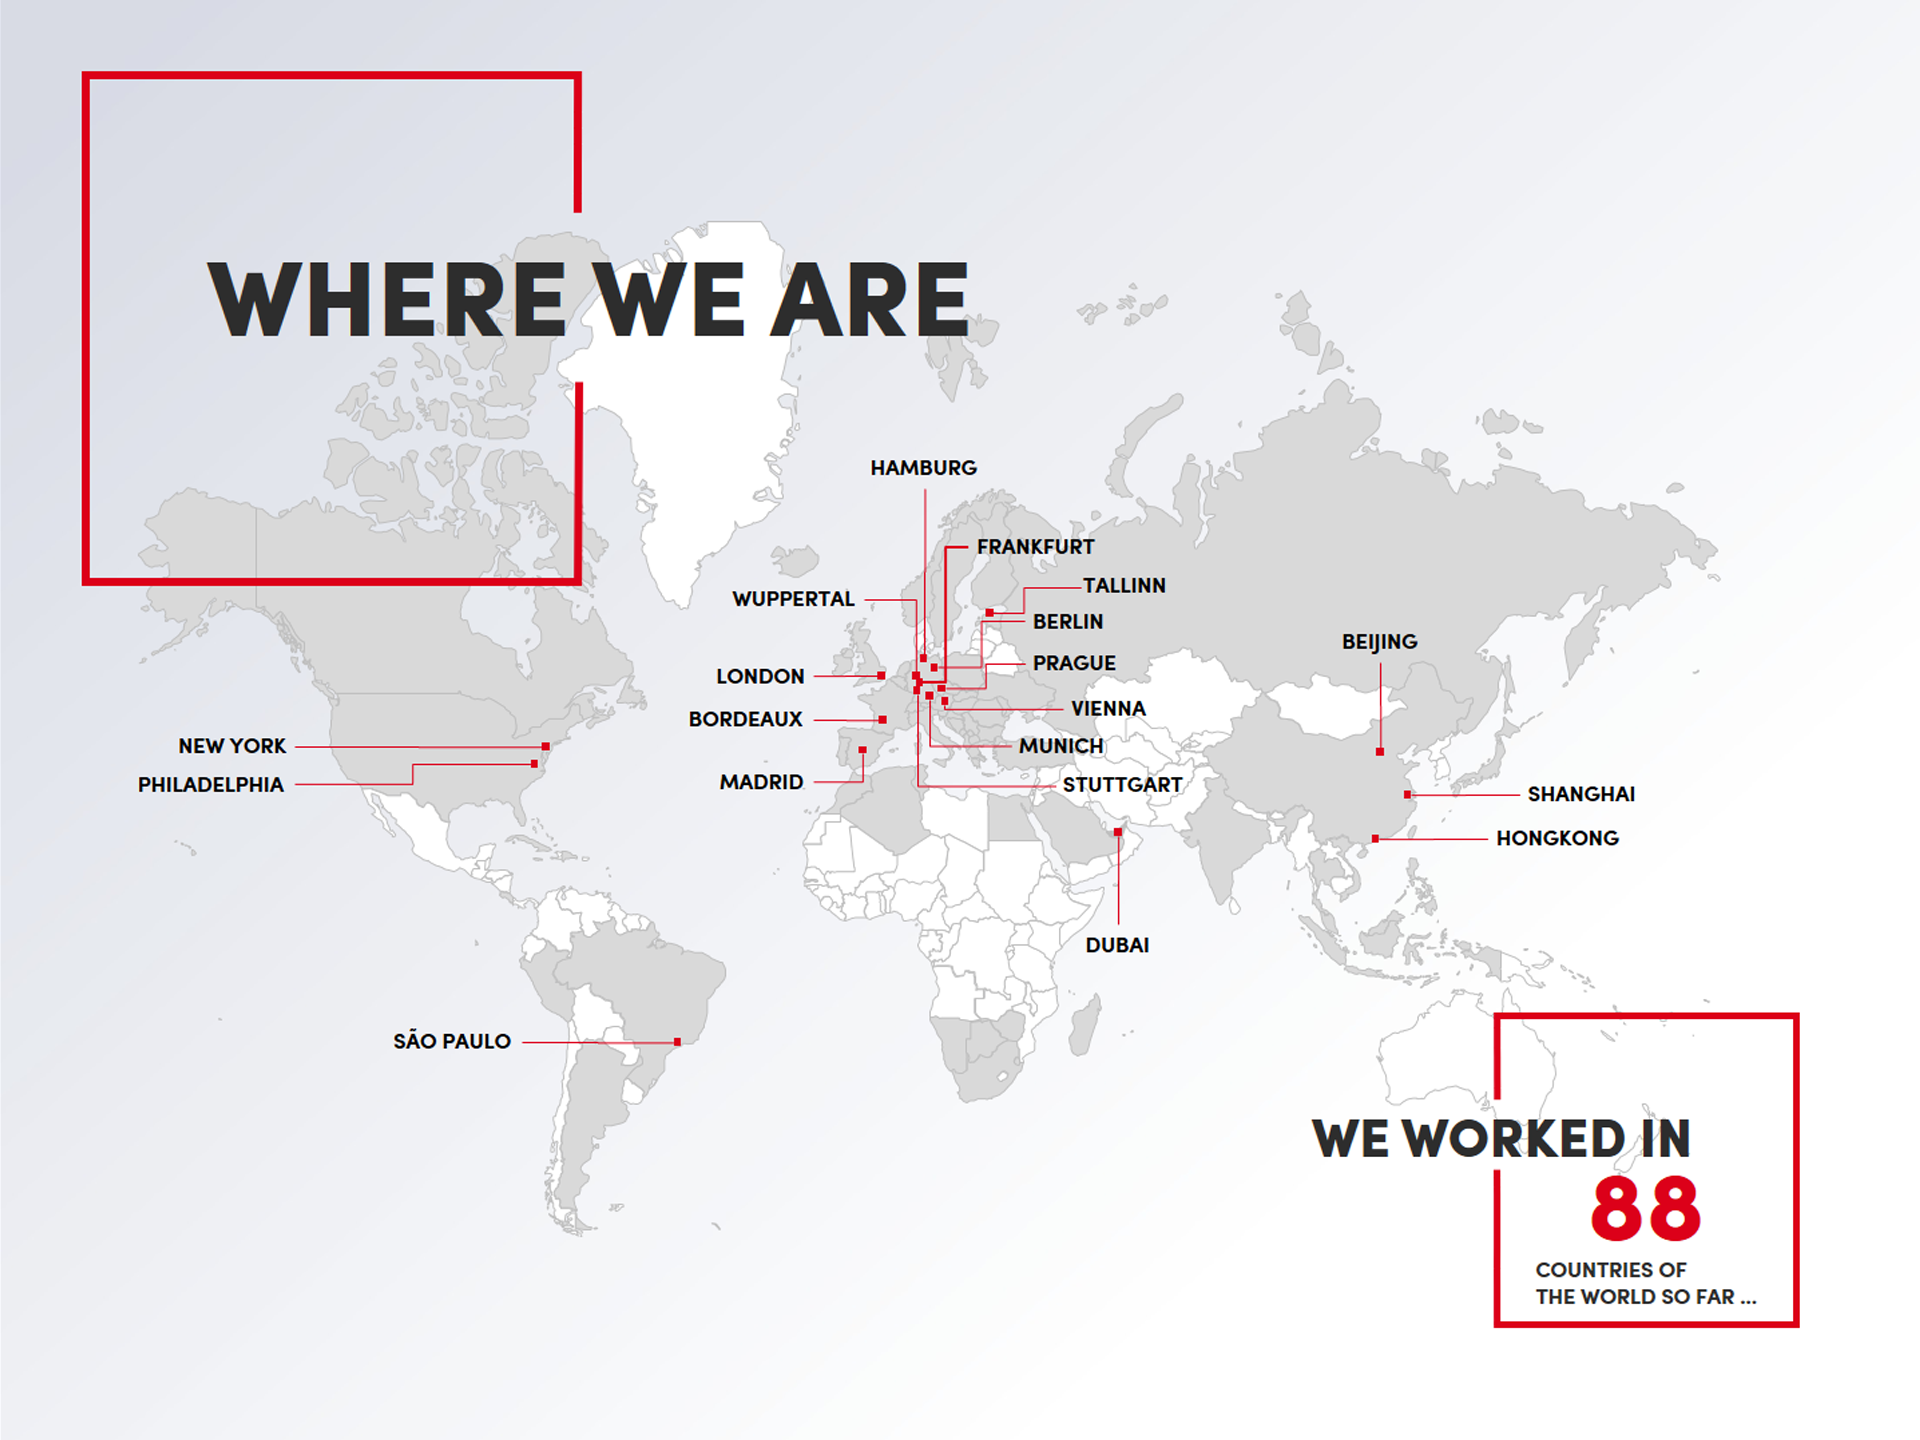 WHERE WE ARE
HAMBURG
FRANKFURT
TALLINN
WUPPERTAL
BERLIN
BEIJING
PRAGUE
LONDON
VIENNA
BORDEAUX
NEW YORK
MUNICH
MADRID
PHILADELPHIA
STUTTGART
SHANGHAI
HONGKONG
DUBAI
SÃO PAULO
WE WORKED IN
88
COUNTRIES OF
THE WORLD SO FAR ...